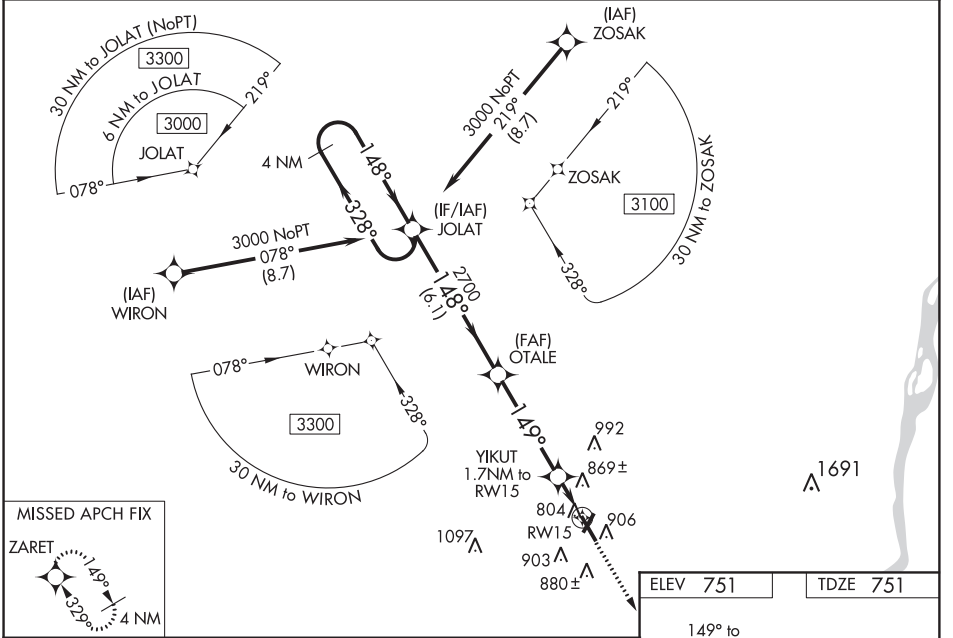 30 NM to JOLAT (NoPT)
3300
6 NM to JOLAT
3000
JOLAT
078°
219°
(IAF)
ZOSAK
3000 NoPT
219°
(8.7)
219°
ZOSAK
3100
30 NM to ZOSAK
328°
4 NM
148°
328°
(IF/IAF)
JOLAT
3000 NoPT
078°
(8.7)
(IAF)
WIRON
2700
148°
(6.1)
(FAF)
OTALE
078°
WIRON
328°
3300
30 NM to WIRON
149°
YIKUT
1.7NM to
RW15
992
869±
804
RW15
906
1097
903
880±
1691
MISSED APCH FIX
ZARET
149°
329°
4 NM
ELEV 751
TDZE 751
149° to